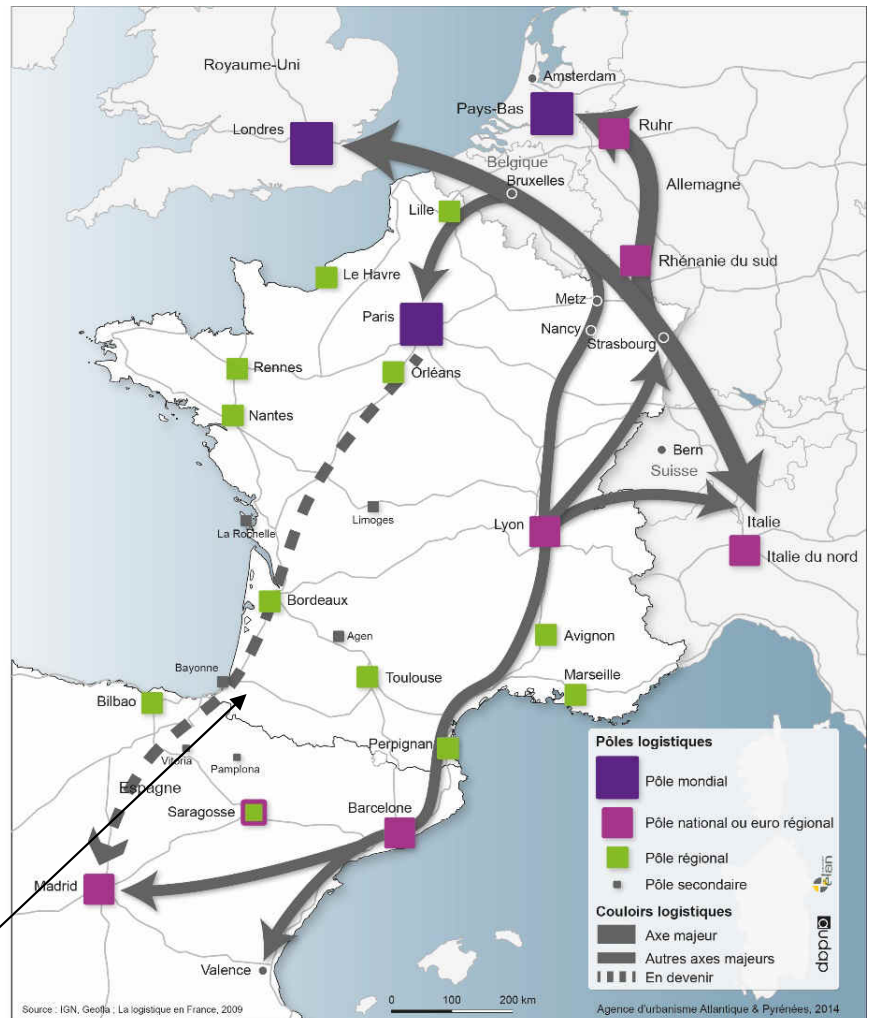 Royaume-Uni
Amsterdam
Pays-Bas
Londres
Ruhr
Belgique
Bruxelles
Allemagne
Lille
Rhénanie du sud
Le Havre
Metz
Paris
Nancy
Strasbourg
Rennes
Orléans
Nantes
Bern
Suisse
Limoges
Lyon
Italie
La Rochelle
Italie du nord
Bordeaux
Agen
Avignon
Bayonne
Toulouse
Marseille
Bilbao
Perpignan
Vitoria
Pamplona
Espagne
Saragosse
Barcelone
Madrid
Valence
Pôles logistiques
Pôle mondial
Pôle national ou euro régional
Pôle régional
Pôle secondaire
Couloirs logistiques
Axe majeur
Autres axes majeurs
En devenir
élan
audap
0 100 200 km
Source : IGN, Geofla ; La logistique en France, 2009
Agence d'urbanisme Atlantique & Pyrénées, 2014